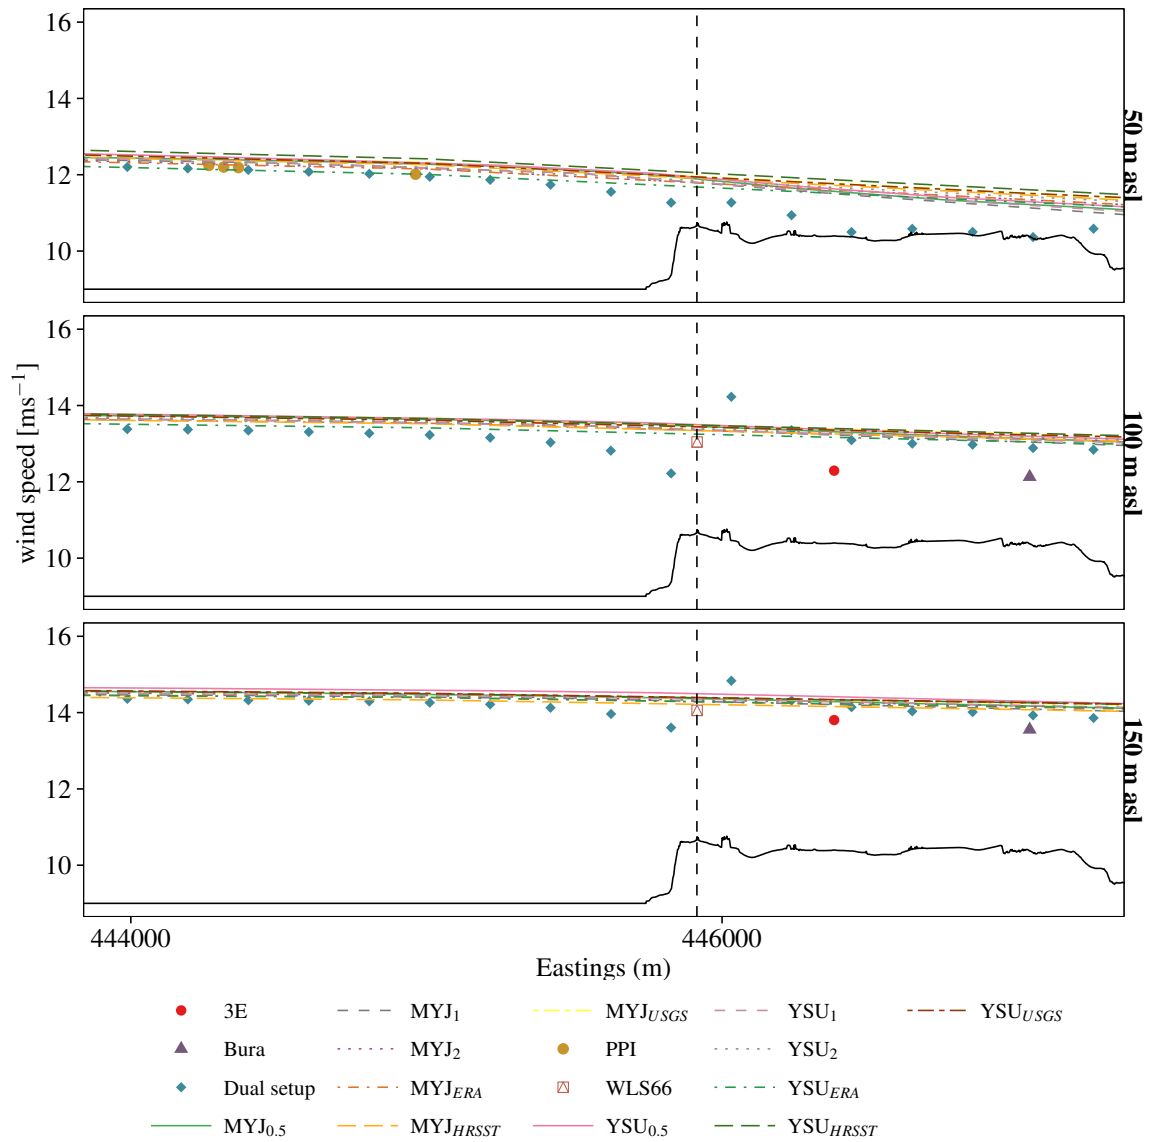 16
14
12
10
50 m asl
16
14
12
10
100 m asl
wind speed [ms⁻¹]
16
14
12
10
150 m asl
444000 446000
Eastings (m)
3E MYJ₁ MYJ_USGS YSU₁ YSU_USGS
Bura MYJ₂ PPI YSU₂
Dual setup MYJ_ERA WLS66 YSU_ERA
MYJ₀.₅ MYJ_HRSST YSU₀.₅ YSU_HRSST